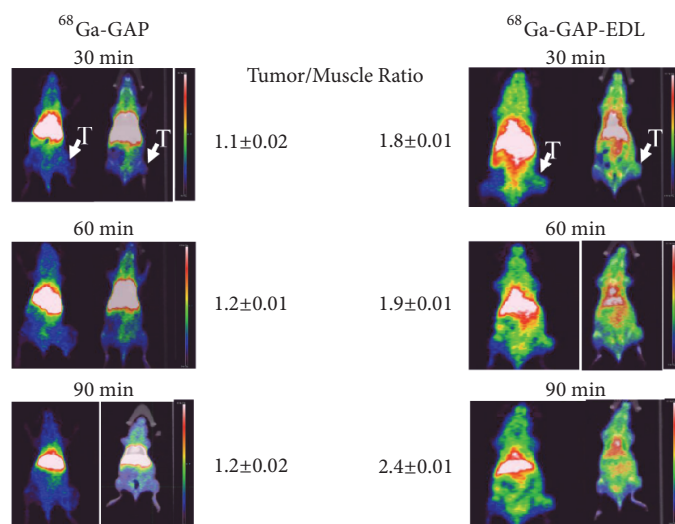 ⁶⁸Ga-GAP
30 min
T
T
60 min
90 min
Tumor/Muscle Ratio
1.1±0.02
1.8±0.01
1.2±0.01
1.9±0.01
1.2±0.02
2.4±0.01
⁶⁸Ga-GAP-EDL
30 min
T
T
60 min
90 min